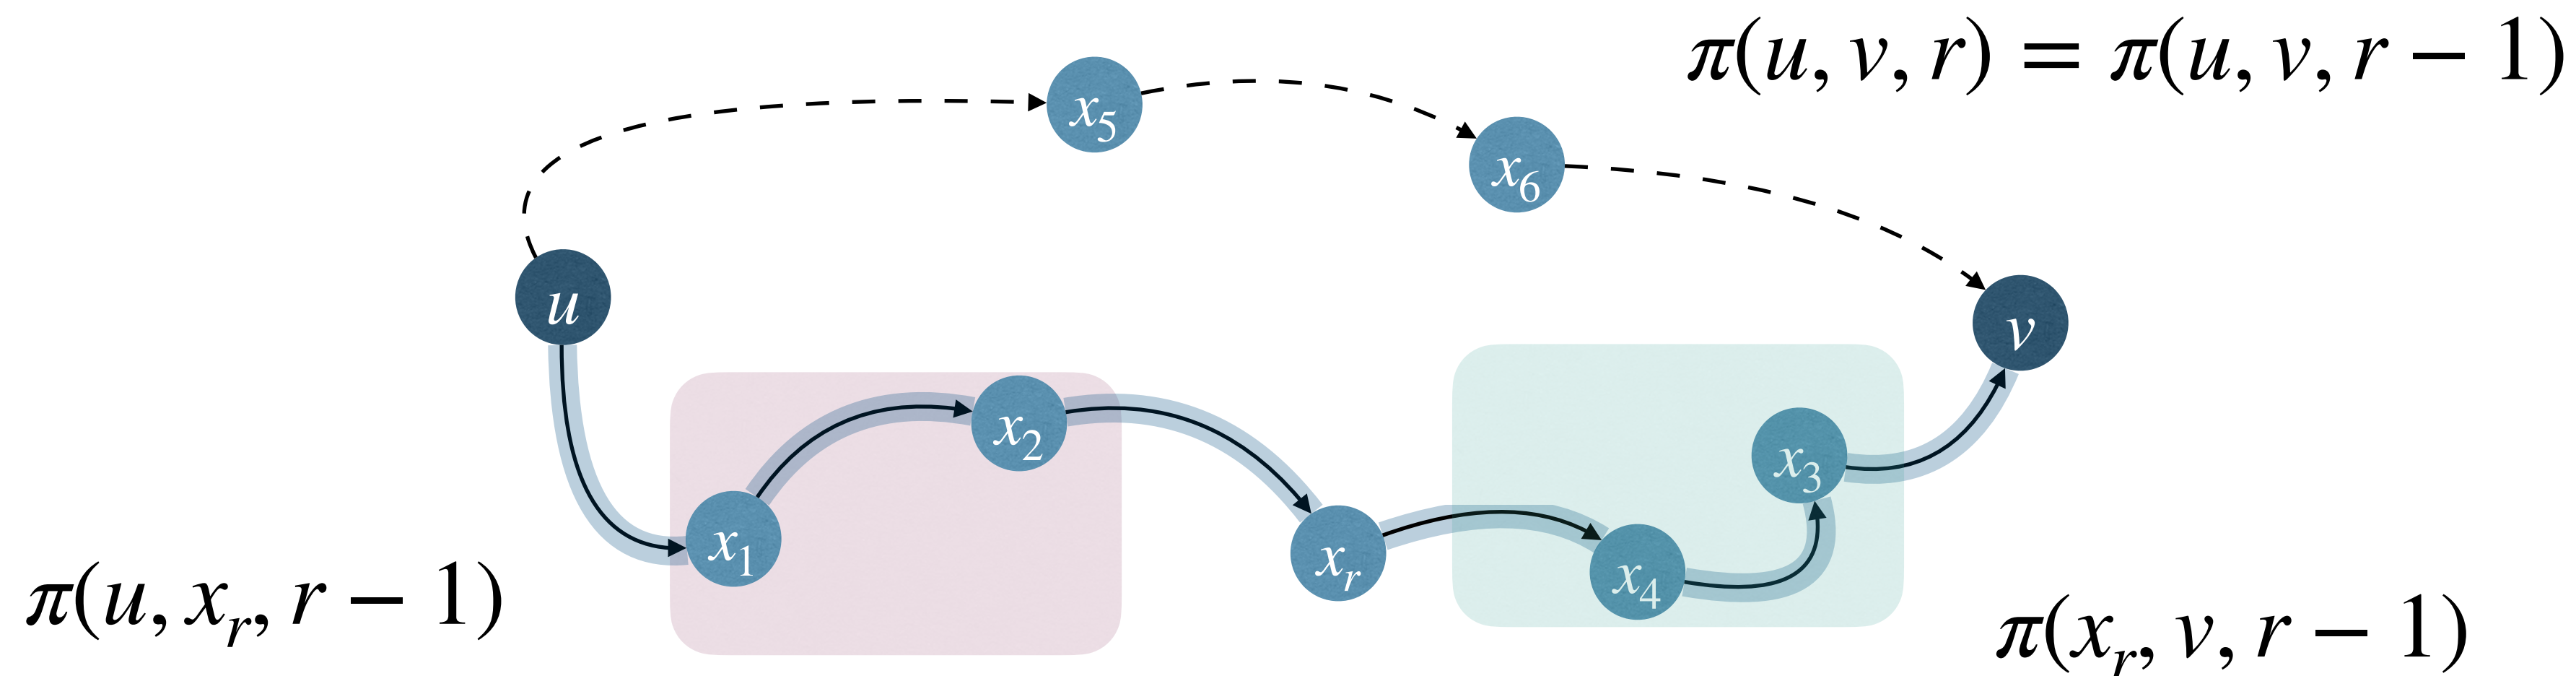 π(u, v, r) = π(u, v, r − 1)
x₅
x₆
u
v
x₂
x₃
x₁
xᵣ
x₄
π(u, xᵣ, r − 1)
π(xᵣ, v, r − 1)